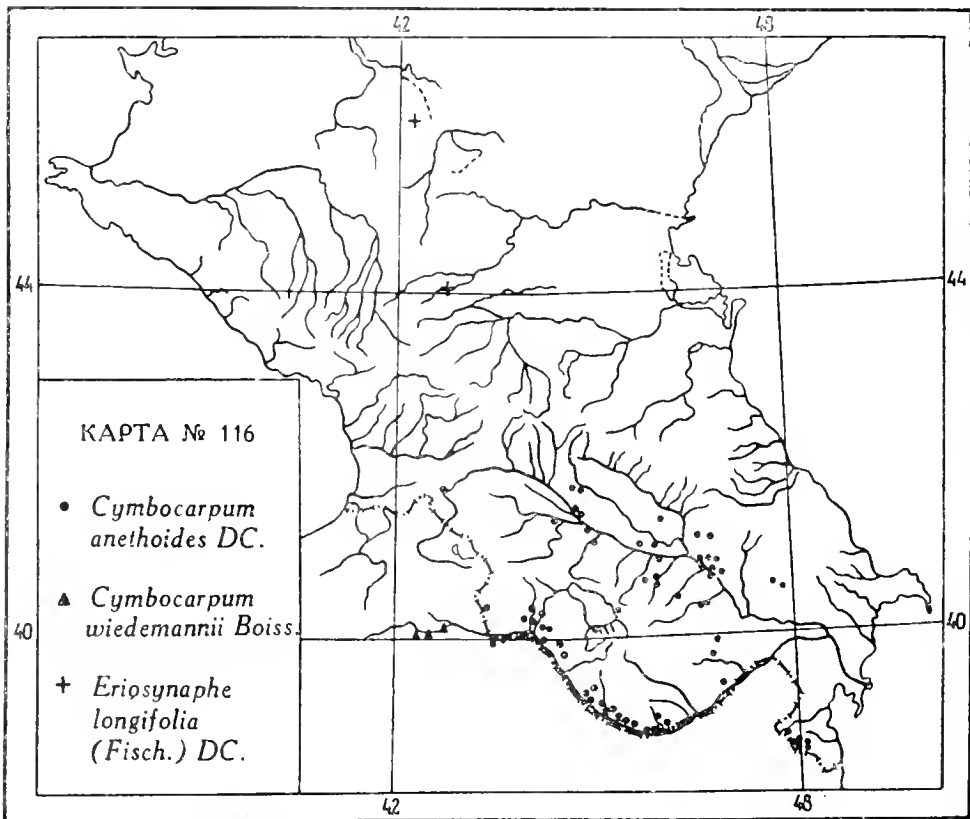 42
48
44
44
КАРТА № 116
Cymbocarpum
anethoides DC.
Cymbocarpum
wiedemannii Boiss.
Eriosynaphe
longifolia
(Fisch.) DC.
40
40
42
48